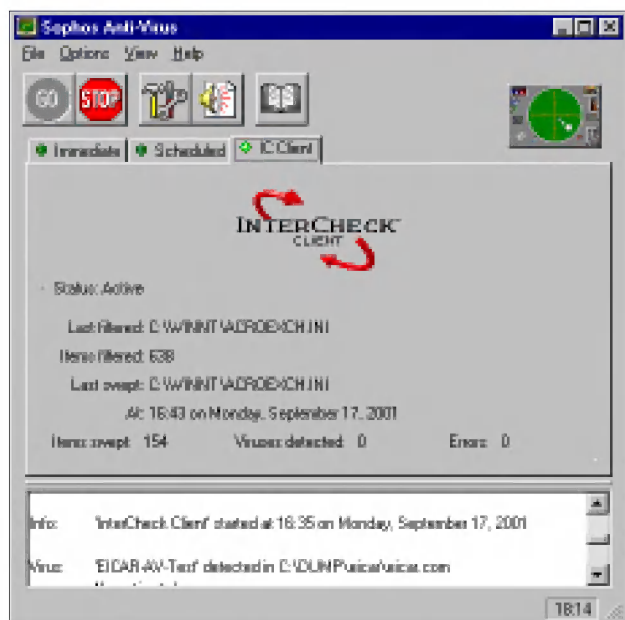 Sophos Anti-Virus
File Options View Help
GO STOP
Immediate Scheduled IC Client
INTERCHECK™
CLIENT
Status: Active
Last filtered: C:\WINNT\ACROEXCH.INI
Items filtered: 638
Last swept: C:\WINNT\ACROEXCH.INI
At: 16:43 on Monday, September 17, 2001
Items swept: 154 Viruses detected: 0 Errors: 0
Info: 'InterCheck Client' started at 16:35 on Monday, September 17, 2001
Virus: 'EICAR-AV-Test' detected in C:\DUMP\eicar\eicar.com
18:14